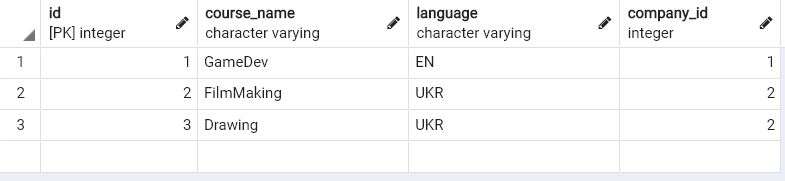 id course_name language company_id
[PK] integer character varying character varying integer
1 1 GameDev EN 1
2 2 FilmMaking UKR 2
3 3 Drawing UKR 2